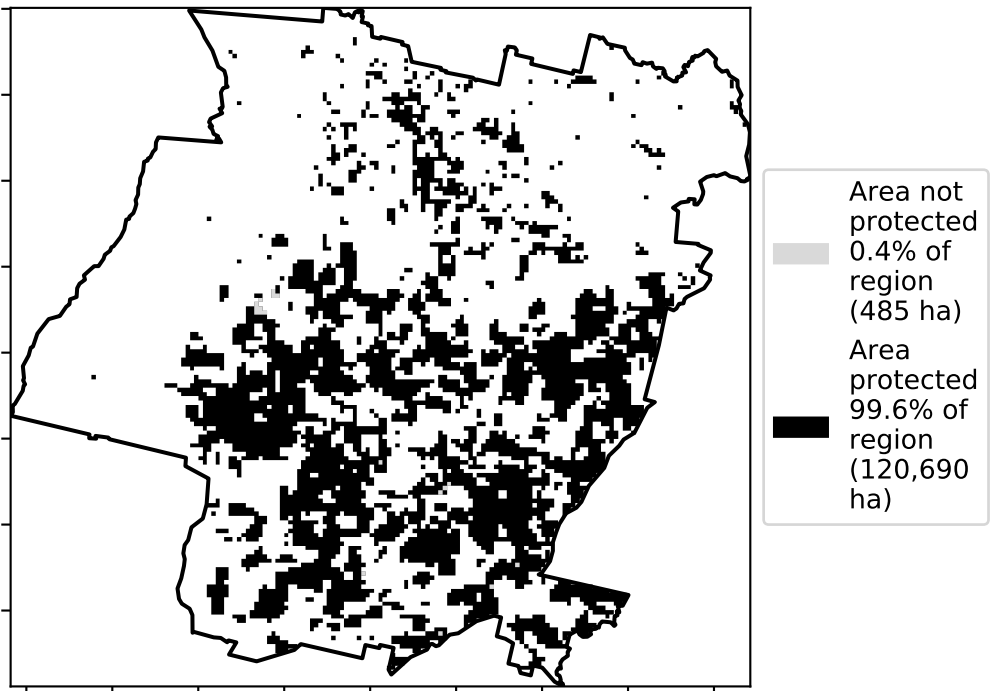 Area not
protected
0.4% of
region
(485 ha)
Area
protected
99.6% of
region
(120,690
ha)